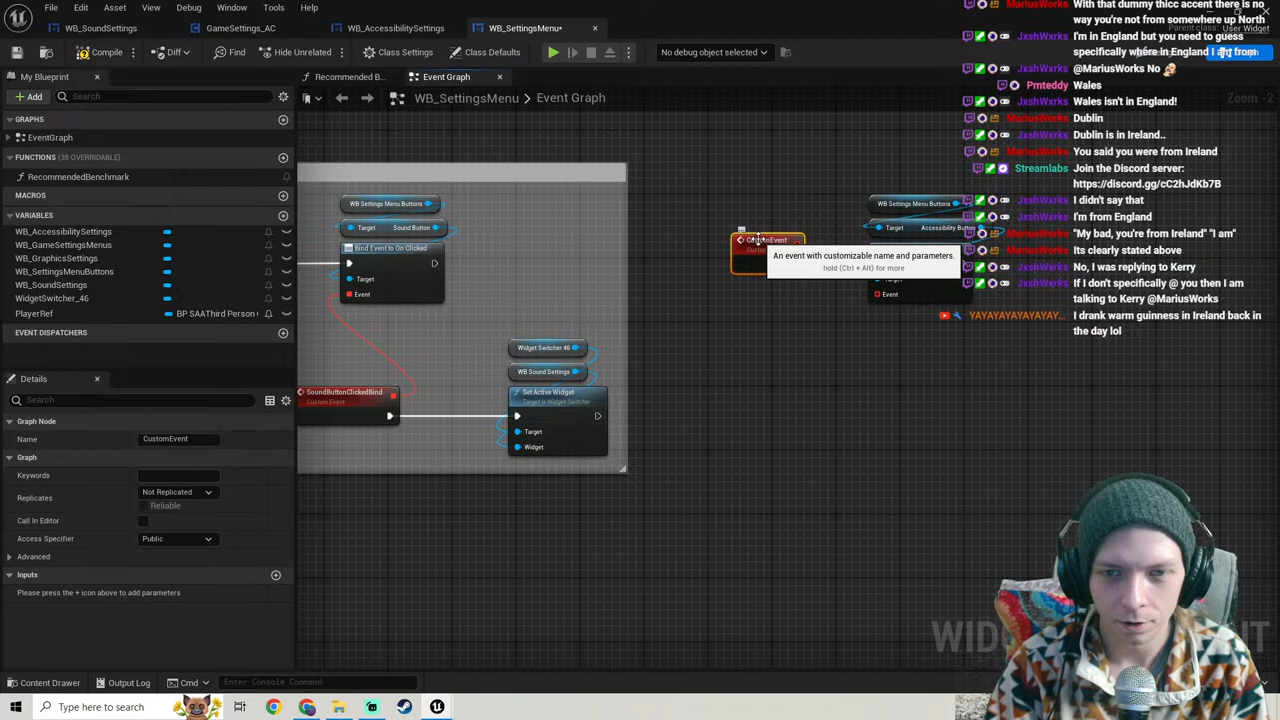 File Edit Asset View Debug Window Tools Help
WB_SoundSettings
GameSettings_AC
WB_AccessibilitySettings
WB_SettingsMenu•
Parent class: User Widget
Compile
Diff
Find
Hide Unrelated
Class Settings
Class Defaults
No debug object selected
My Blueprint
Recommended B...
Event Graph
Add
Search
WB_SettingsMenu > Event Graph
GRAPHS
EventGraph
FUNCTIONS (38 OVERRIDABLE)
RecommendedBenchmark
MACROS
VARIABLES
WB_AccessibilitySettings
WB_GameSettingsMenus
WB_SoundSettings
WidgetSwitcher_46
PlayerRef
BP SAAThird Person
EVENT DISPATCHERS
Details
Search
Graph Node
Name
CustomEvent
Graph
Keywords
Replicates
Not Replicated
Reliable
Call In Editor
Access Specifier
Public
Advanced
Inputs
Please press the + icon above to add parameters
WB Settings Menu Buttons
Target Sound Button
Bind Event to On Clicked
Target
Event
SoundButtonClickedBind
Custom Event
Widget Switcher 46
WB Sound Settings
Set Active Widget
Target is Widget Switcher
Target
Widget
An event with customizable name and parameters.
hold (Ctrl + Alt) for more
WB Settings Menu Buttons
Target Accessibility Button
Event
MariusWorks With that dummy thicc accent there is no
way you're not from somewhere up North
JxshWxrks I'm in England but you need to guess
specifically where in England I am from
JxshWxrks @MariusWorks No
Pmteddy Wales
JxshWxrks Wales isn't in England!
MariusWorks Dublin
JxshWxrks Dublin is in Ireland..
MariusWorks You said you were from Ireland
Streamlabs Join the Discord server:
https://discord.gg/cC2hJdKb7B
JxshWxrks I didn't say that
JxshWxrks I'm from England
MariusWorks "My bad, you're from Ireland" "I am"
MariusWorks Its clearly stated above
JxshWxrks No, I was replying to Kerry
JxshWxrks If I don't specifically @ you then I am
talking to Kerry @MariusWorks
YAYAYAYAYAYAY... I drank warm guinness in Ireland back in
the day lol
Content Drawer
Output Log
Cmd
Enter Console Command
Type here to search